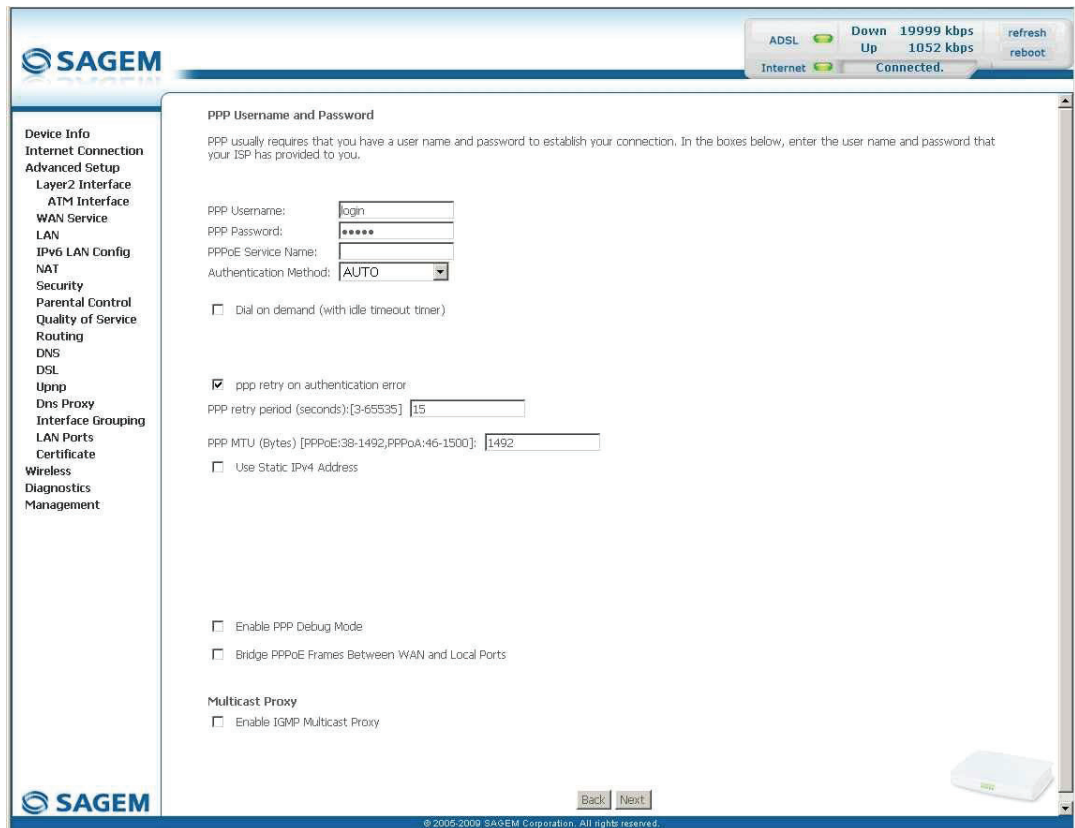 SAGEM
ADSL
Down 19999 kbps
Up 1052 kbps
refresh
reboot
Internet
Connected.
Device Info
Internet Connection
Advanced Setup
Layer2 Interface
ATM Interface
WAN Service
LAN
IPv6 LAN Config
NAT
Security
Parental Control
Quality of Service
Routing
DNS
DSL
Upnp
Dns Proxy
Interface Grouping
LAN Ports
Certificate
Wireless
Diagnostics
Management
PPP Username and Password
PPP usually requires that you have a user name and password to establish your connection. In the boxes below, enter the user name and password that
your ISP has provided to you.
PPP Username: login
PPP Password: •••••
PPPoE Service Name:
Authentication Method: AUTO
Dial on demand (with idle timeout timer)
ppp retry on authentication error
PPP retry period (seconds):[3-65535] 15
PPP MTU (Bytes) [PPPoE:38-1492,PPPoA:46-1500]: 1492
Use Static IPv4 Address
Enable PPP Debug Mode
Bridge PPPoE Frames Between WAN and Local Ports
Multicast Proxy
Enable IGMP Multicast Proxy
Back Next
SAGEM
© 2005-2009 SAGEM Corporation. All rights reserved.